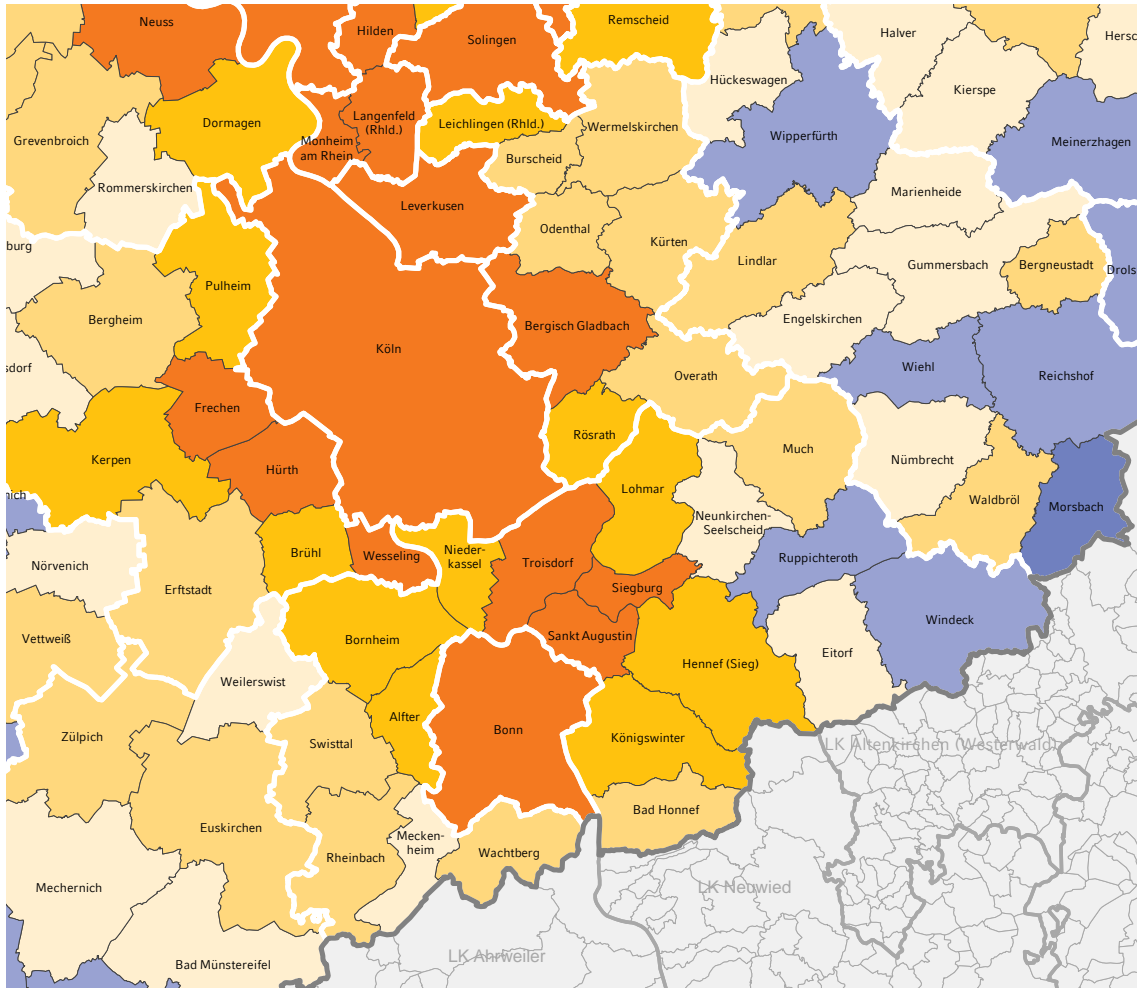 Neuss
Hilden
Solingen
Remscheid
Halver
Hersc
Hückeswagen
Kierspe
Dormagen
Langenfeld
(Rhld.)
Leichlingen (Rhld.)
Wermelskirchen
Wipperfürth
Meinerzhagen
Grevenbroich
Monheim
am Rhein
Burscheid
Rommerskirchen
Marienheide
Leverkusen
Odenthal
Kürten
burg
Lindlar
Gummersbach
Bergneustadt
Drols
Pulheim
Bergheim
Bergisch Gladbach
Engelskirchen
Köln
sdorf
Overath
Wiehl
Reichshof
Frechen
Rösrath
Much
Kerpen
Hürth
Lohmar
Nümbrecht
nich
Waldbröl
Morsbach
Neunkirchen-
Seelscheid
Brühl
Wesseling
Nieder-
kassel
Troisdorf
Ruppichteroth
Nörvenich
Erftstadt
Siegburg
Vettweiß
Bornheim
Sankt Augustin
Windeck
Hennef (Sieg)
Eitorf
Weilerswist
Alfter
Zülpich
Swisttal
Bonn
Königswinter
LK Altenkirchen (Westerwald)
Euskirchen
Bad Honnef
Mecken-
heim
Rheinbach
Wachtberg
Mechernich
LK Neuwied
LK Ahrweiler
Bad Münstereifel